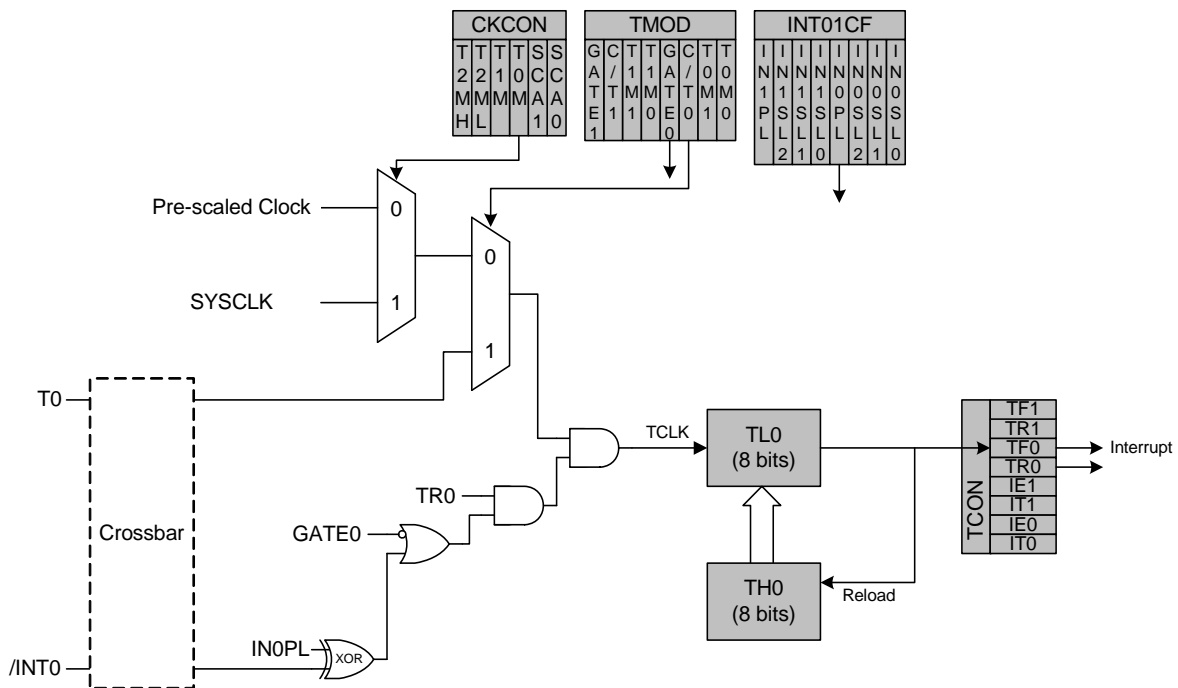 CKCON
T2MH
T2ML
T1M
T0M
SCA1
SCA0
TMOD
GATE1
C/T1
T1M1
T1M0
GATE0
C/T0
T0M1
T0M0
INT01CF
IN1PL
IN1SL2
IN1SL1
IN1SL0
IN0PL
IN0SL2
IN0SL1
IN0SL0
Pre-scaled Clock
0
SYSCLK
1
0
1
T0
Crossbar
/INT0
IN0PL
XOR
GATE0
TR0
TCLK
TL0
(8 bits)
TH0
(8 bits)
Reload
TCON
TF1
TR1
TF0
TR0
IE1
IT1
IE0
IT0
Interrupt